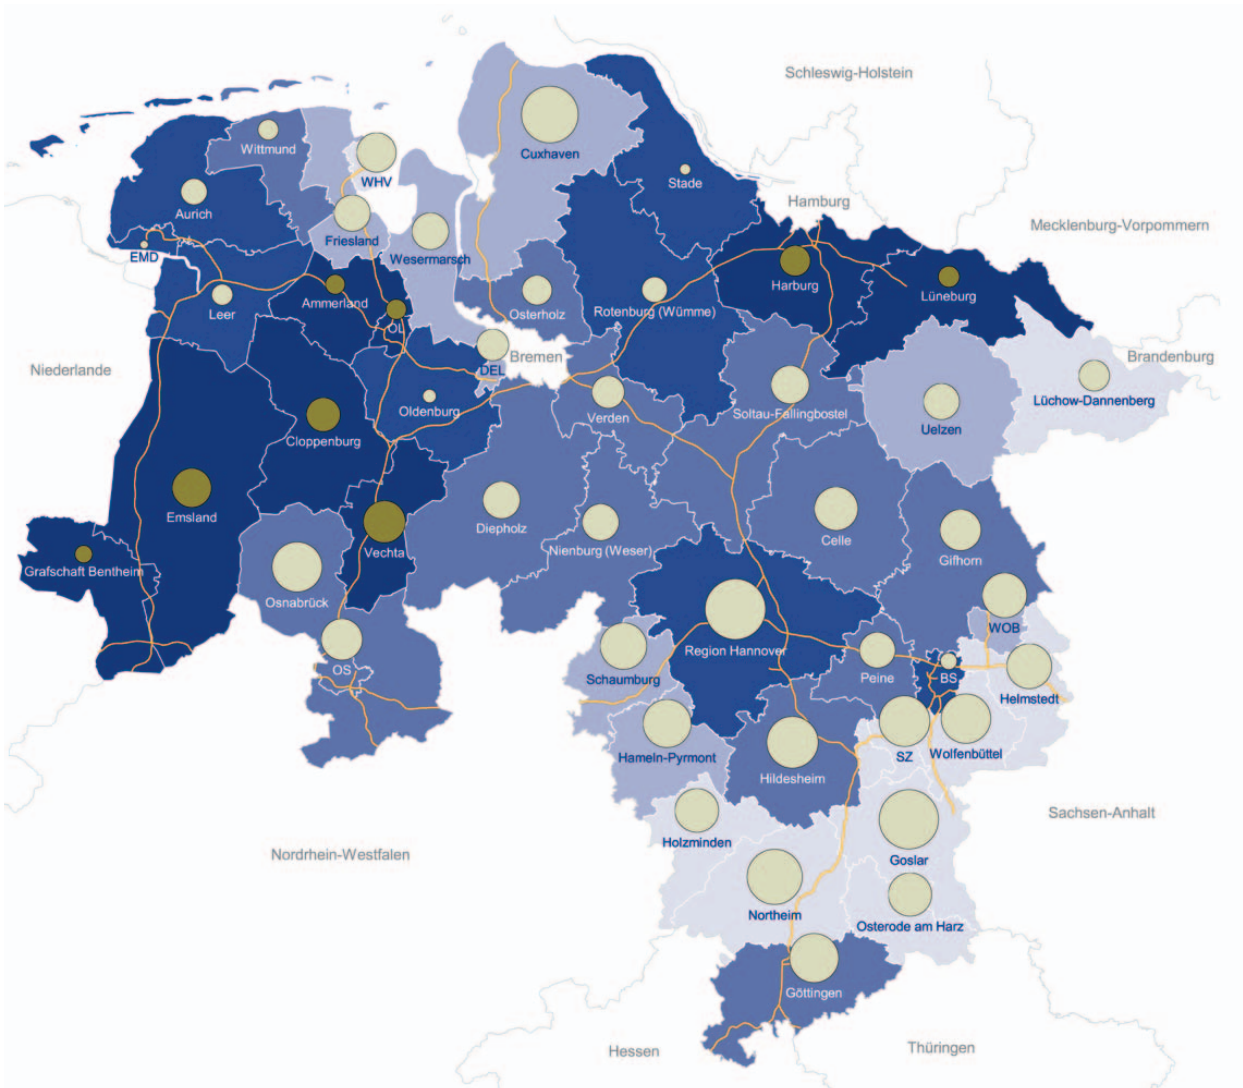 Schleswig-Holstein
Cuxhaven
Wittmund
WHV
Stade
Hamburg
Aurich
Mecklenburg-Vorpommern
Friesland
EMD
Wesermarsch
Harburg
Lüneburg
Ammerland
Leer
Osterholz
Rotenburg (Wümme)
OL
Bremen
Brandenburg
Niederlande
DEL
Lüchow-Dannenberg
Oldenburg
Soltau-Fallingbostel
Verden
Uelzen
Cloppenburg
Emsland
Diepholz
Celle
Vechta
Nienburg (Weser)
Gifhorn
Grafschaft Bentheim
Osnabrück
WOB
Region Hannover
OS
Schaumburg
Peine
BS
Helmstedt
Hameln-Pyrmont
SZ
Wolfenbüttel
Hildesheim
Sachsen-Anhalt
Holzminden
Nordrhein-Westfalen
Goslar
Northeim
Osterode am Harz
Göttingen
Hessen
Thüringen